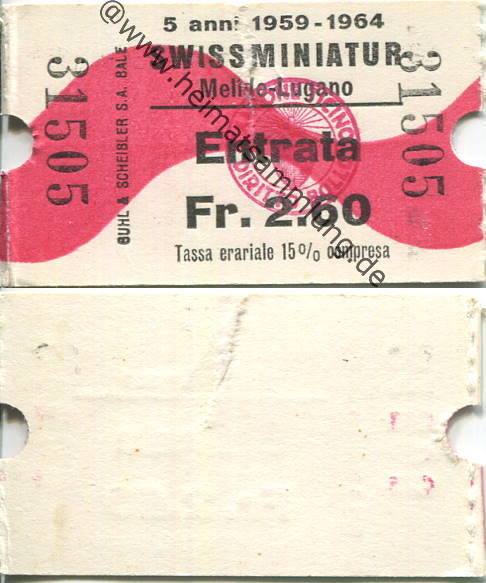 5 anni 1959-1964
SWISSMINIATUR
Melide-Lugano
Entrata
Fr. 2.60
Tassa erariale 15% compresa
31505
GUHL & SCHEIBLER S.A. BALE
31505
www.heimatsammlung.de